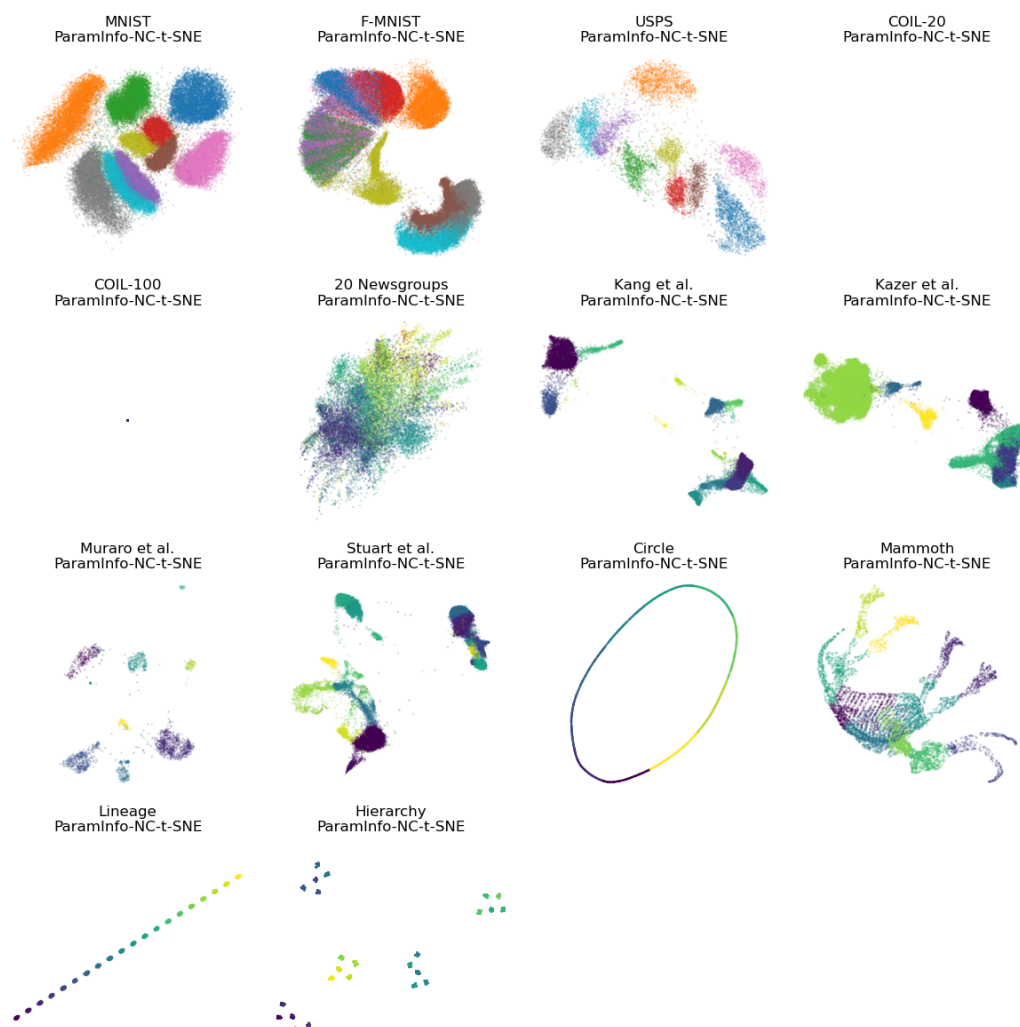 MNIST
ParamInfo-NC-t-SNE
F-MNIST
ParamInfo-NC-t-SNE
USPS
ParamInfo-NC-t-SNE
COIL-20
ParamInfo-NC-t-SNE
COIL-100
ParamInfo-NC-t-SNE
20 Newsgroups
ParamInfo-NC-t-SNE
Kang et al.
ParamInfo-NC-t-SNE
Kazer et al.
ParamInfo-NC-t-SNE
Muraro et al.
ParamInfo-NC-t-SNE
Stuart et al.
ParamInfo-NC-t-SNE
Circle
ParamInfo-NC-t-SNE
Mammoth
ParamInfo-NC-t-SNE
Lineage
ParamInfo-NC-t-SNE
Hierarchy
ParamInfo-NC-t-SNE